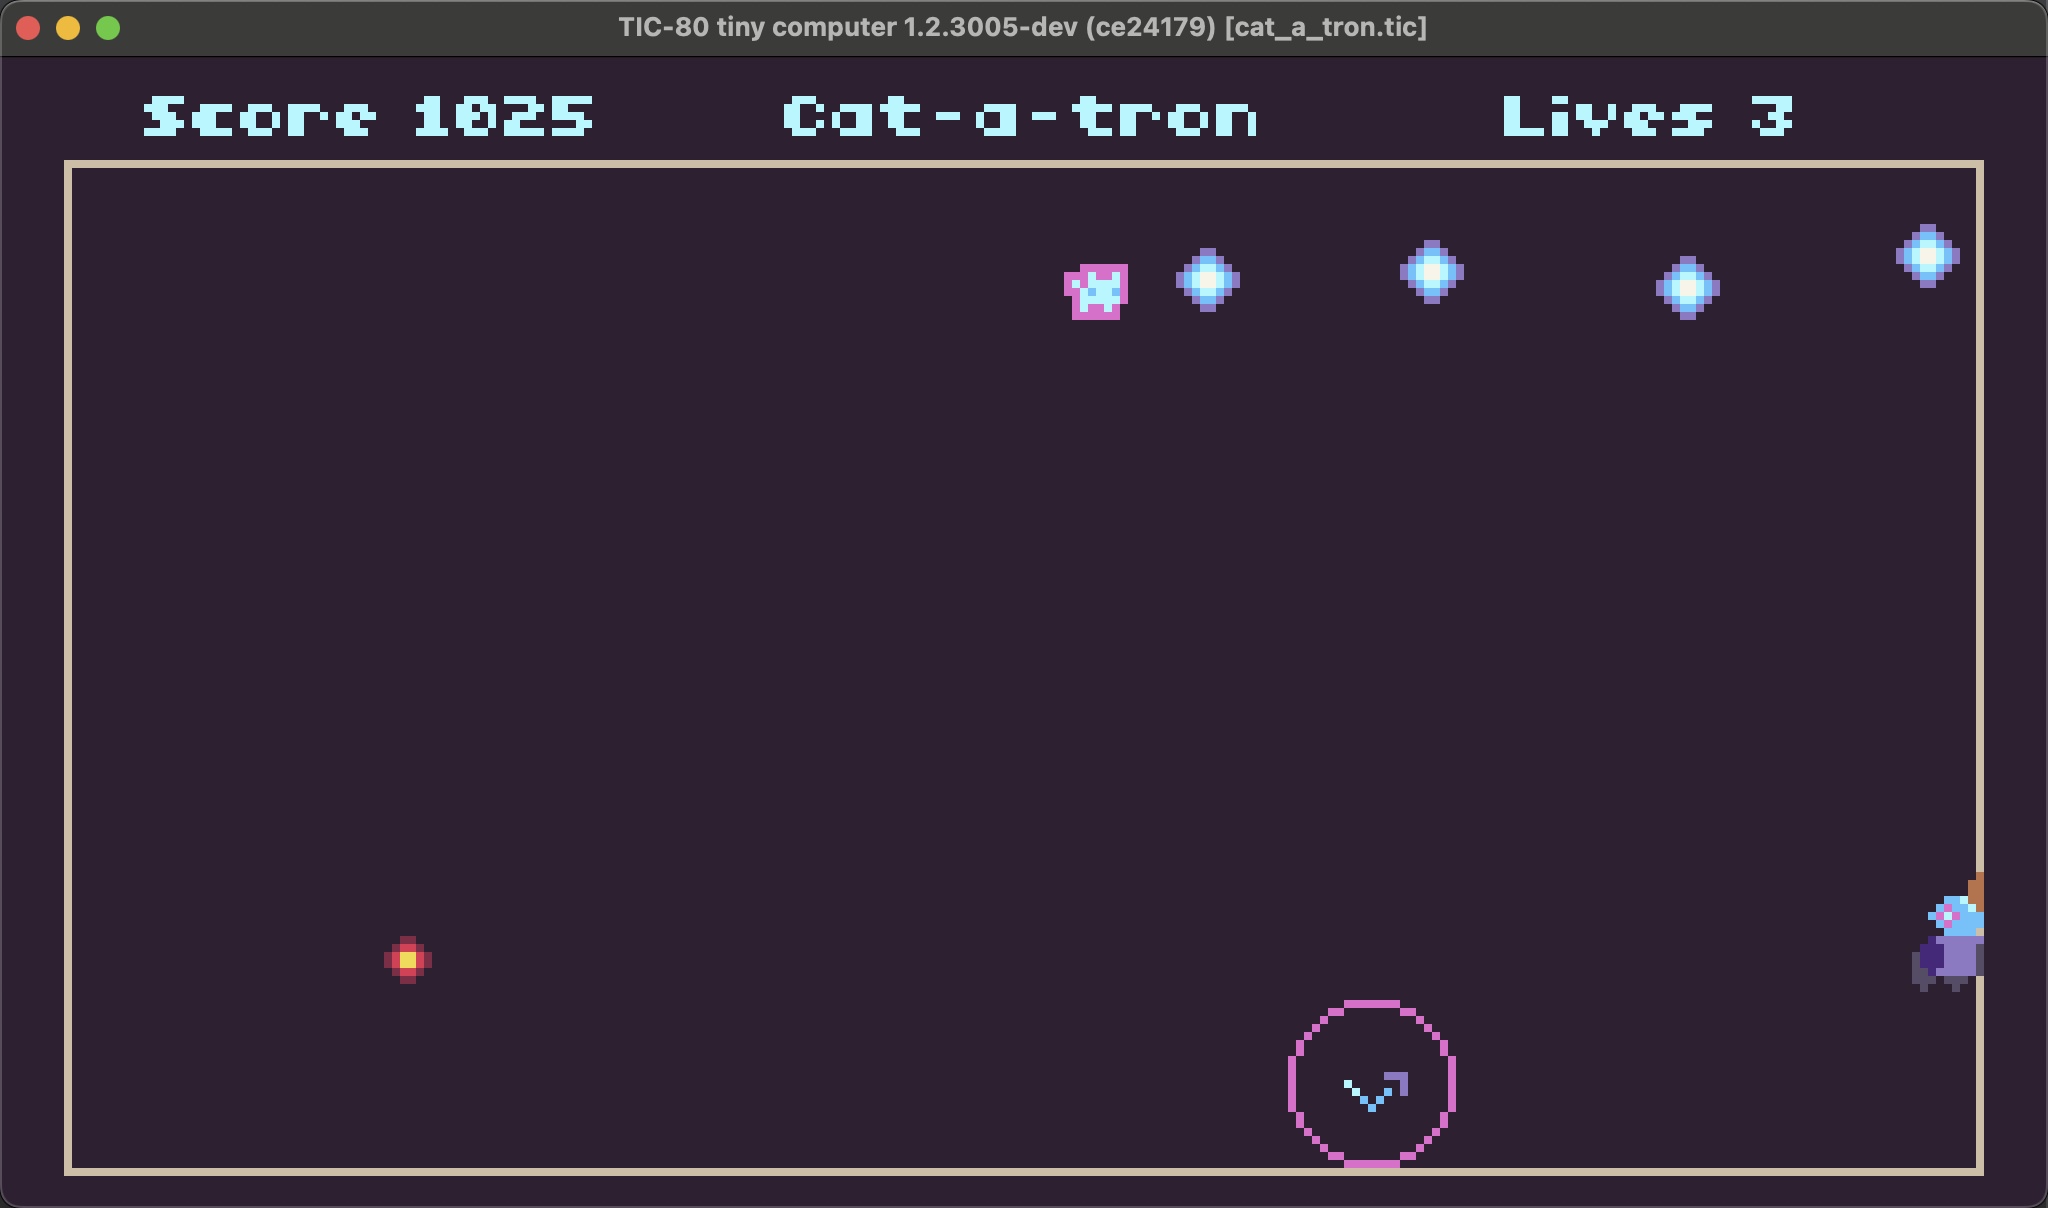 TIC-80 tiny computer 1.2.3005-dev (ce24179) [cat_a_tron.tic]
Score 1025 Cat-a-tron Lives 3